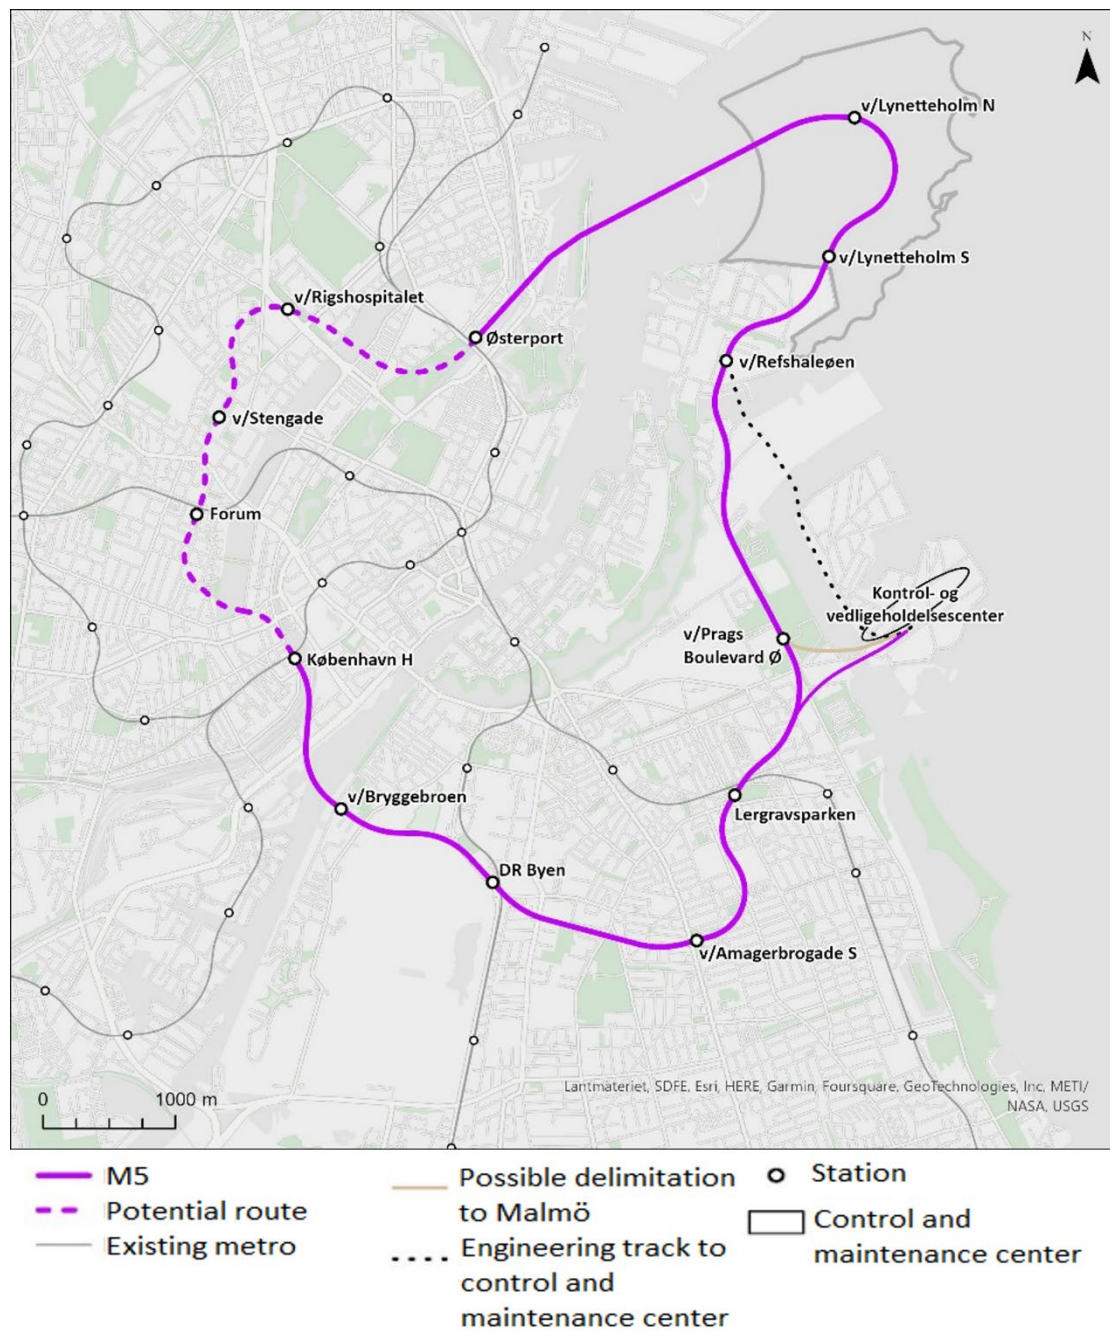 N
v/Lynetteholm N
v/Lynetteholm S
v/Rigshospitalet
Østerport
v/Refshaleøen
v/Stengade
Forum
Kontrol- og
vedligeholdelsescenter
v/Prags
Boulevard Ø
København H
v/Bryggebroen
Lergravsparken
DR Byen
v/Amagerbrogade S
Lantmateriet, SDFE, Esri, HERE, Garmin, Foursquare, GeoTechnologies, Inc, METI/
NASA, USGS
0 1000 m
M5
Potential route
Existing metro
Possible delimitation
to Malmö
Engineering track to
control and
maintenance center
Station
Control and
maintenance center